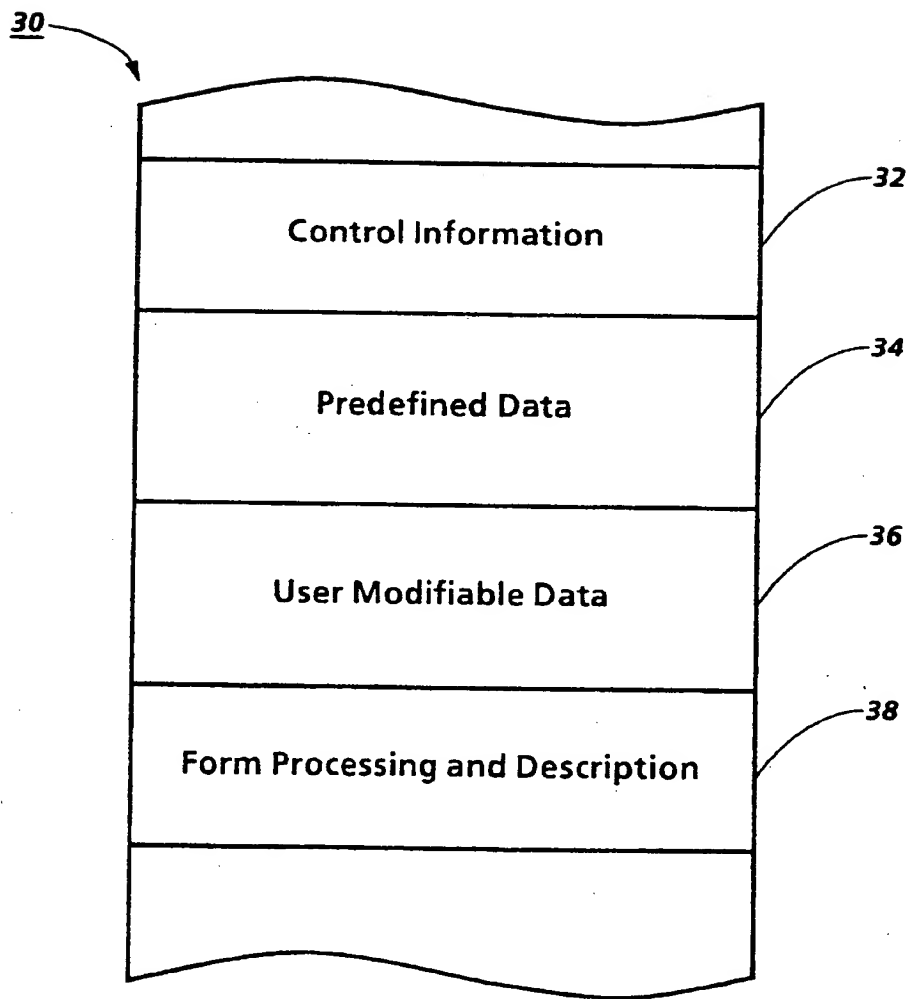 30
Control Information
32
Predefined Data
34
User Modifiable Data
36
Form Processing and Description
38